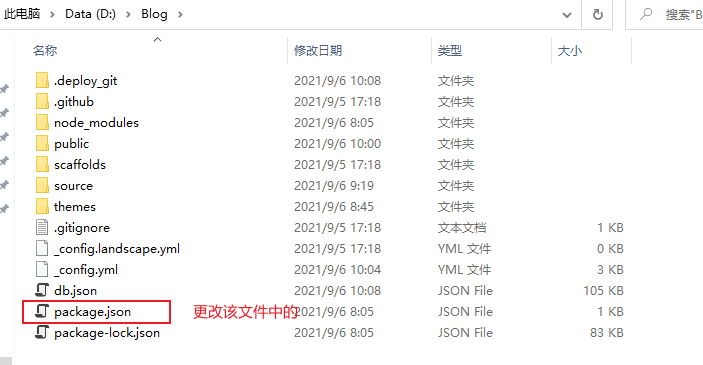 此电脑 > Data (D:) > Blog >
搜索"B
名称 修改日期 类型 大小
.deploy_git 2021/9/6 10:08 文件夹
.github 2021/9/5 17:18 文件夹
node_modules 2021/9/6 8:05 文件夹
public 2021/9/6 10:00 文件夹
scaffolds 2021/9/5 17:18 文件夹
source 2021/9/6 9:19 文件夹
themes 2021/9/6 8:45 文件夹
.gitignore 2021/9/5 17:18 文本文档 1 KB
_config.landscape.yml 2021/9/5 17:18 YML 文件 0 KB
_config.yml 2021/9/6 10:04 YML 文件 3 KB
db.json 2021/9/6 10:08 JSON File 105 KB
package.json 更改该文件中的 2021/9/6 8:05 JSON File 1 KB
package-lock.json 2021/9/6 8:05 JSON File 83 KB